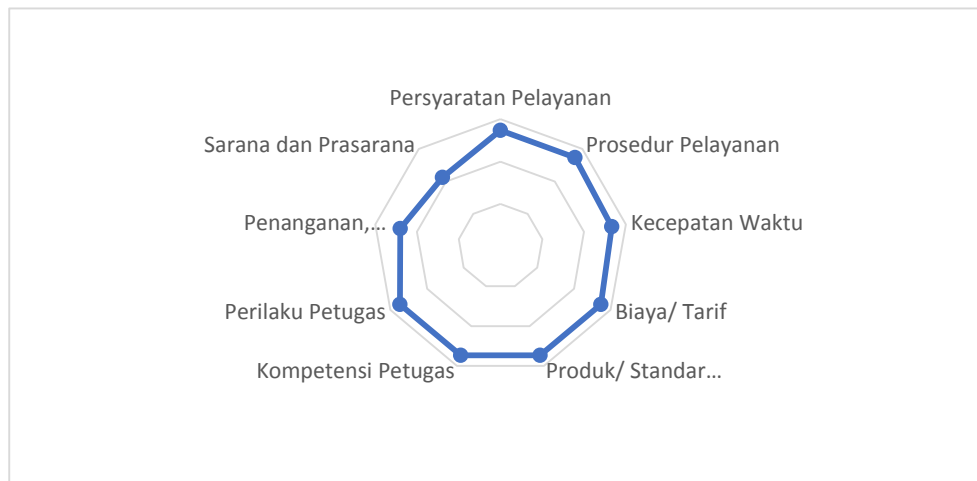 Persyaratan Pelayanan
Prosedur Pelayanan
Kecepatan Waktu
Biaya/ Tarif
Produk/ Standar...
Kompetensi Petugas
Perilaku Petugas
Penanganan,...
Sarana dan Prasarana